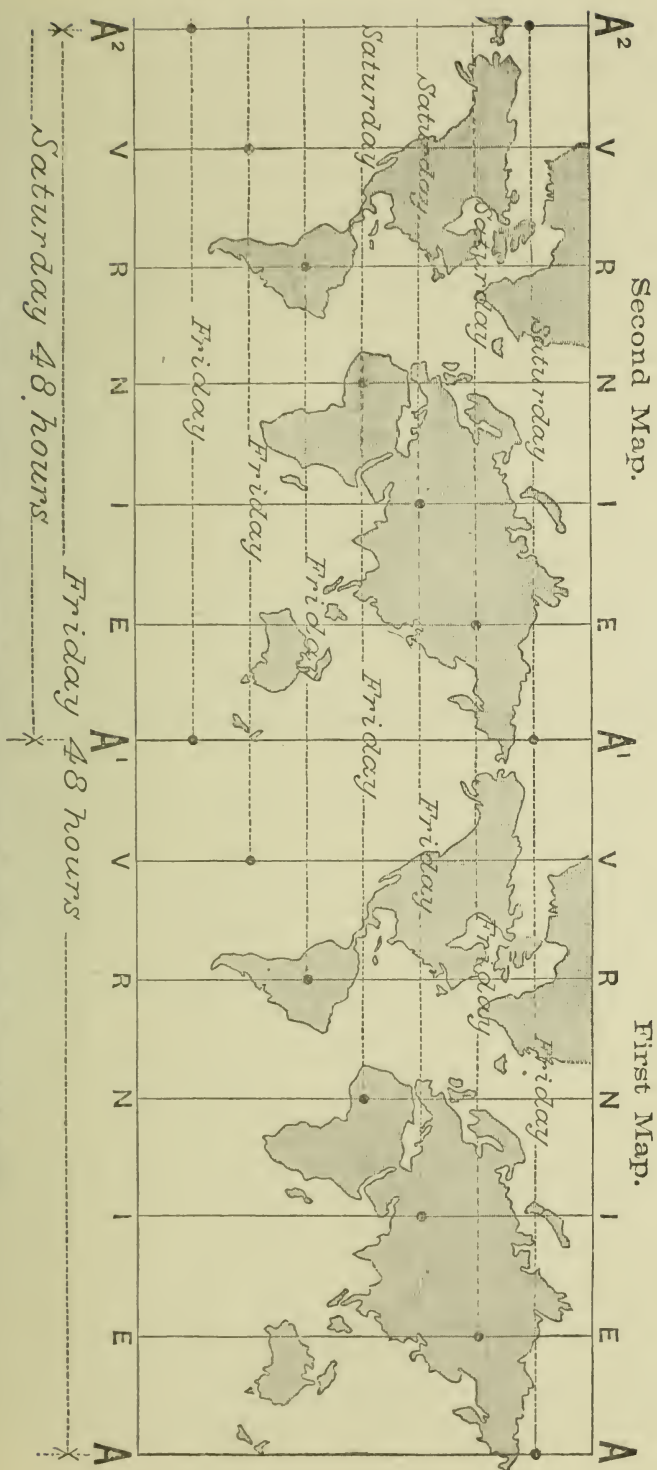 Second Map. First Map.
A² V R N I E A¹ V R N I E A
Saturday Friday
Saturday Friday
Saturday Friday
Saturday Friday
Friday
Friday
Friday
A² V R N I E A¹ V R N I E A
Friday 48 hours
Saturday 48 hours